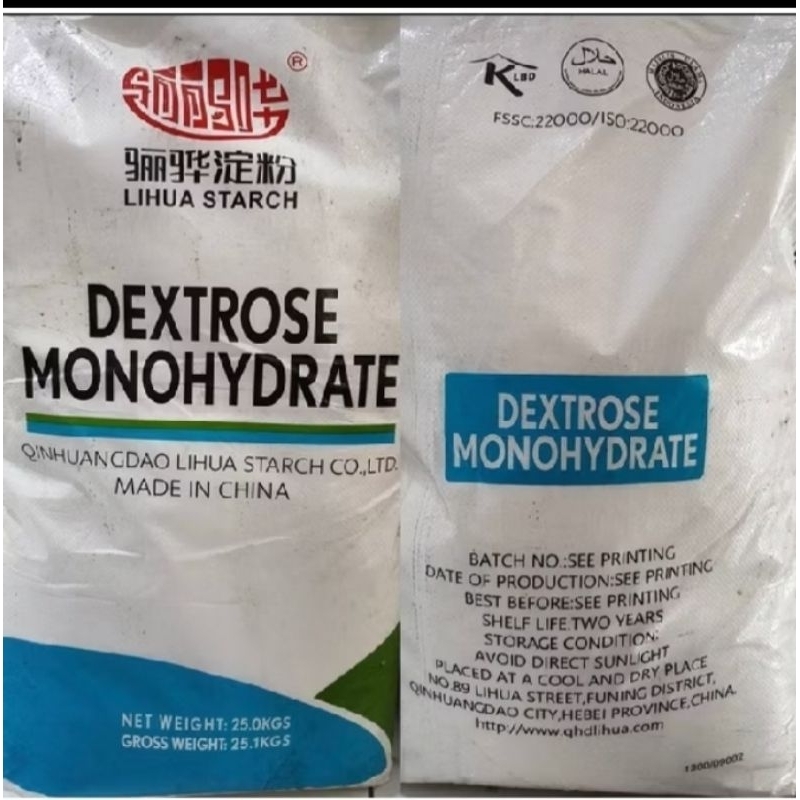 ®
骊骅淀粉
LIHUA STARCH
DEXTROSE
MONOHYDRATE
QINHUANGDAO LIHUA STARCH CO.,LTD.
MADE IN CHINA
NET WEIGHT: 25.0KGS
GROSS WEIGHT: 25.1KGS
K LBD
حلال
HALAL
FSSC:22000/ISO:22000
DEXTROSE
MONOHYDRATE
BATCH NO.:SEE PRINTING
DATE OF PRODUCTION:SEE PRINTING
BEST BEFORE:SEE PRINTING
SHELF LIFE:TWO YEARS
STORAGE CONDITION:
AVOID DIRECT SUNLIGHT
PLACED AT A COOL AND DRY PLACE
NO.89 LIHUA STREET,FUNING DISTRICT,
QINHUANGDAO CITY,HEBEI PROVINCE,CHINA.
http://www.qhdlihua.com